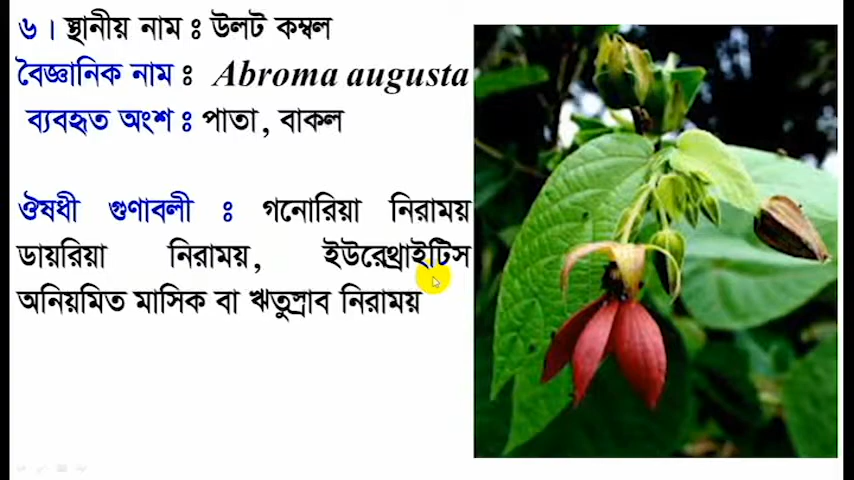 ৬। স্থানীয় নাম ঃ উলট কম্বল
বৈজ্ঞানিক নাম ঃ Abroma augusta
ব্যবহৃত অংশ ঃ পাতা, বাকল
ঔষধী গুণাবলী ঃ গনোরিয়া নিরাময়
ডায়রিয়া নিরাময়, ইউরেথ্রাইটিস
অনিয়মিত মাসিক বা ঋতুস্রাব নিরাময়